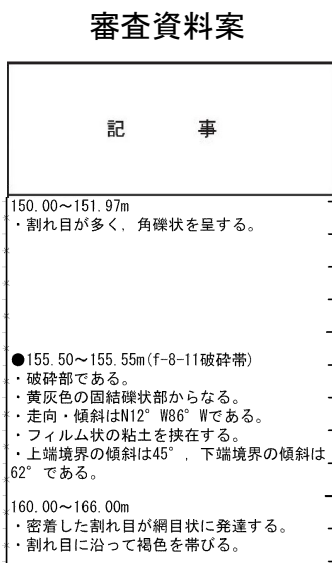 審査資料案
記 事
150.00～151.97m
・割れ目が多く，角礫状を呈する。
●155.50～155.55m(f-8-11破砕帯)
・破砕部である。
・黄灰色の固結礫状部からなる。
・走向・傾斜はN12°W86°Wである。
・フィルム状の粘土を挟在する。
・上端境界の傾斜は45°，下端境界の傾斜は
62°である。
160.00～166.00m
・密着した割れ目が網目状に発達する。
・割れ目に沿って褐色を帯びる。